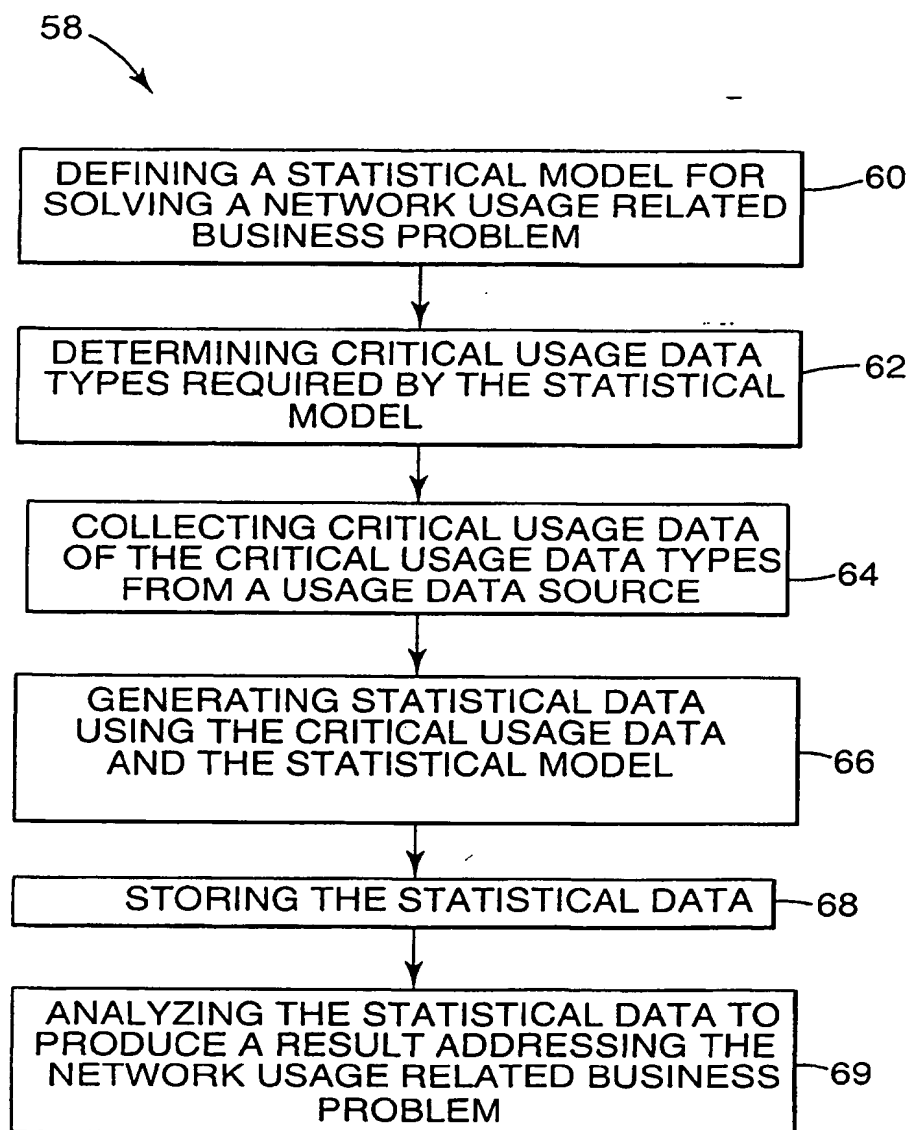 58
DEFINING A STATISTICAL MODEL FOR
SOLVING A NETWORK USAGE RELATED
BUSINESS PROBLEM
60
DETERMINING CRITICAL USAGE DATA
TYPES REQUIRED BY THE STATISTICAL
MODEL
62
COLLECTING CRITICAL USAGE DATA
OF THE CRITICAL USAGE DATA TYPES
FROM A USAGE DATA SOURCE
64
GENERATING STATISTICAL DATA
USING THE CRITICAL USAGE DATA
AND THE STATISTICAL MODEL
66
STORING THE STATISTICAL DATA
68
ANALYZING THE STATISTICAL DATA TO
PRODUCE A RESULT ADDRESSING THE
NETWORK USAGE RELATED BUSINESS
PROBLEM
69